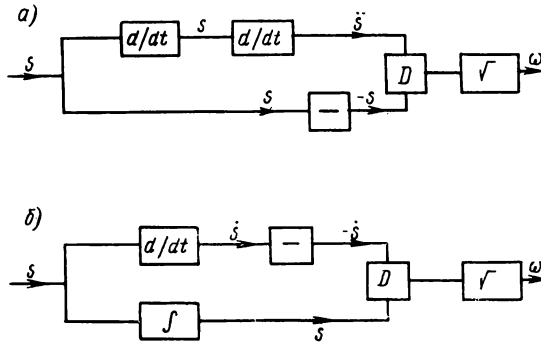 а)
s
d/dt
s
d/dt
s̈
D
√
ω
s
−
-s
б)
s
d/dt
ṡ
−
-ṡ
D
√
ω
∫
s